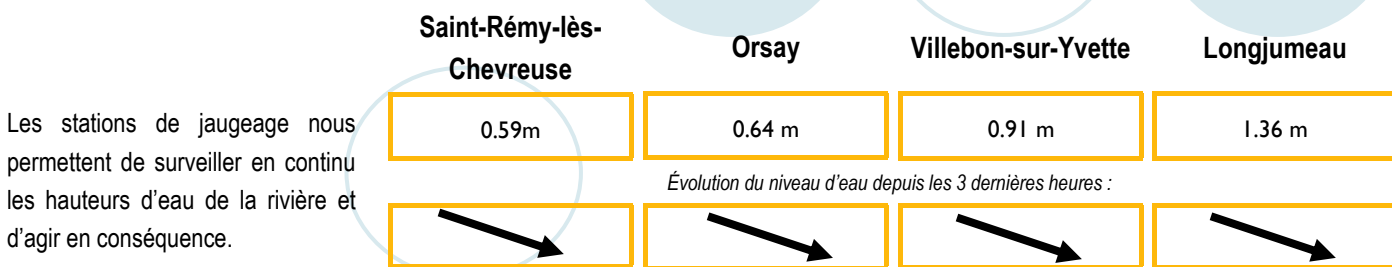 Saint-Rémy-lès-
Chevreuse
Orsay
Villebon-sur-Yvette
Longjumeau
Les stations de jaugeage nous
permettent de surveiller en continu
les hauteurs d’eau de la rivière et
d’agir en conséquence.
0.59m
0.64 m
0.91 m
1.36 m
Évolution du niveau d’eau depuis les 3 dernières heures :